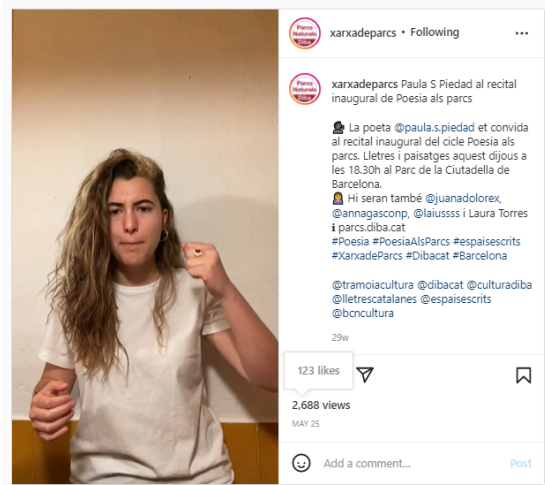 Parcs
Naturals
Diba
xarxadeparcs • Following
Parcs
Naturals
Diba
xarxadeparcs Paula S Piedad al recital
inaugural de Poesia als parcs
La poeta @paula.s.piedad et convida
al recital inaugural del cicle Poesia als
parcs. Lletres i paisatges aquest dijous a
les 18.30h al Parc de la Ciutadella de
Barcelona.
Hi seran també @juanadolorex,
@annagasconp, @laiussss i Laura Torres
ℹ parcs.diba.cat
#Poesia #PoesiaAlsParcs #espaisescrits
#XarxadeParcs #Dibacat #Barcelona
@tramoiacultura @dibacat @culturadiba
@lletrescatalanes @espaisescrits
@bcncultura
29w
123 likes
2,688 views
MAY 25
Add a comment...
Post